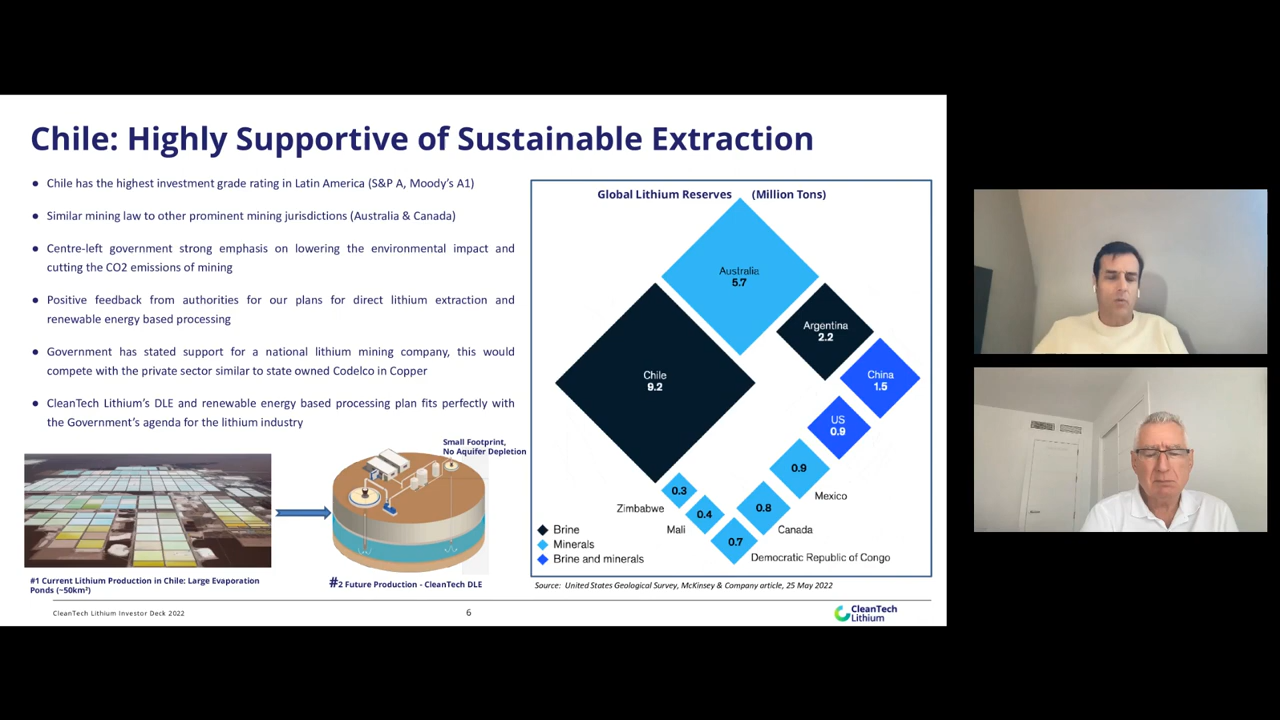 Chile: Highly Supportive of Sustainable Extraction
● Chile has the highest investment grade rating in Latin America (S&P A, Moody's A1)
● Similar mining law to other prominent mining jurisdictions (Australia & Canada)
● Centre-left government strong emphasis on lowering the environmental impact and
cutting the CO2 emissions of mining
● Positive feedback from authorities for our plans for direct lithium extraction and
renewable energy based processing
● Government has stated support for a national lithium mining company, this would
compete with the private sector similar to state owned Codelco in Copper
● CleanTech Lithium's DLE and renewable energy based processing plan fits perfectly with
the Government's agenda for the lithium industry
Small Footprint,
No Aquifer Depletion
#1 Current Lithium Production in Chile: Large Evaporation
Ponds (~50km²)
#2 Future Production - CleanTech DLE
Global Lithium Reserves (Million Tons)
Australia
5.7
Argentina
2.2
Chile
9.2
China
1.5
US
0.9
0.9
Mexico
0.3
Zimbabwe
0.4
Mali
0.8
Canada
0.7
Democratic Republic of Congo
Brine
Minerals
Brine and minerals
Source: United States Geological Survey, McKinsey & Company article, 25 May 2022
CleanTech Lithium Investor Deck 2022
6
CleanTech
Lithium